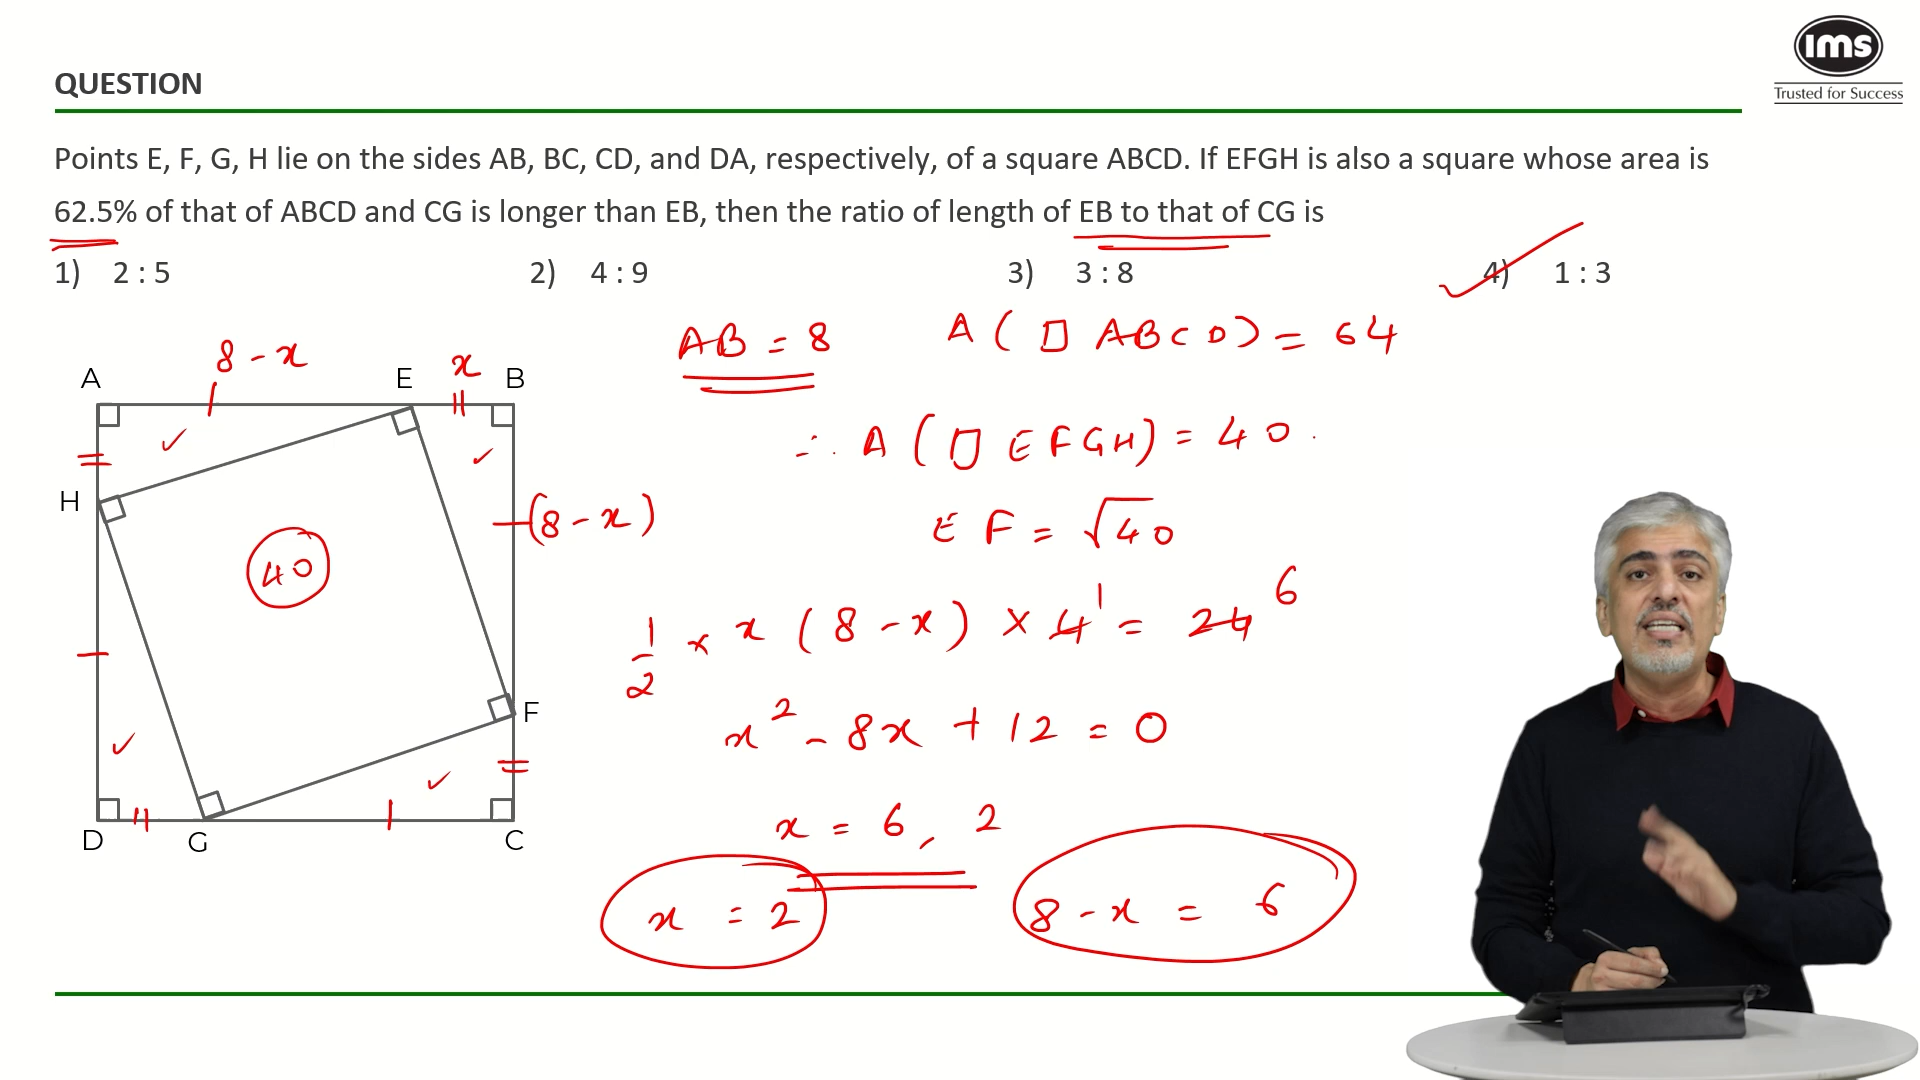 ims
Trusted for Success
QUESTION
Points E, F, G, H lie on the sides AB, BC, CD, and DA, respectively, of a square ABCD. If EFGH is also a square whose area is
62.5% of that of ABCD and CG is longer than EB, then the ratio of length of EB to that of CG is
1) 2 : 5 2) 4 : 9 3) 3 : 8 4) 1 : 3
AB = 8 A ( □ ABCD ) = 64
8 - x x
A E B
∴ A ( □ EFGH ) = 40
H (8 - x)
EF = √40
40
1/2 × x ( 8 - x ) × 4 1 = 24 6
F
x² - 8x + 12 = 0
D G C
x = 6, 2
x = 2 8 - x = 6